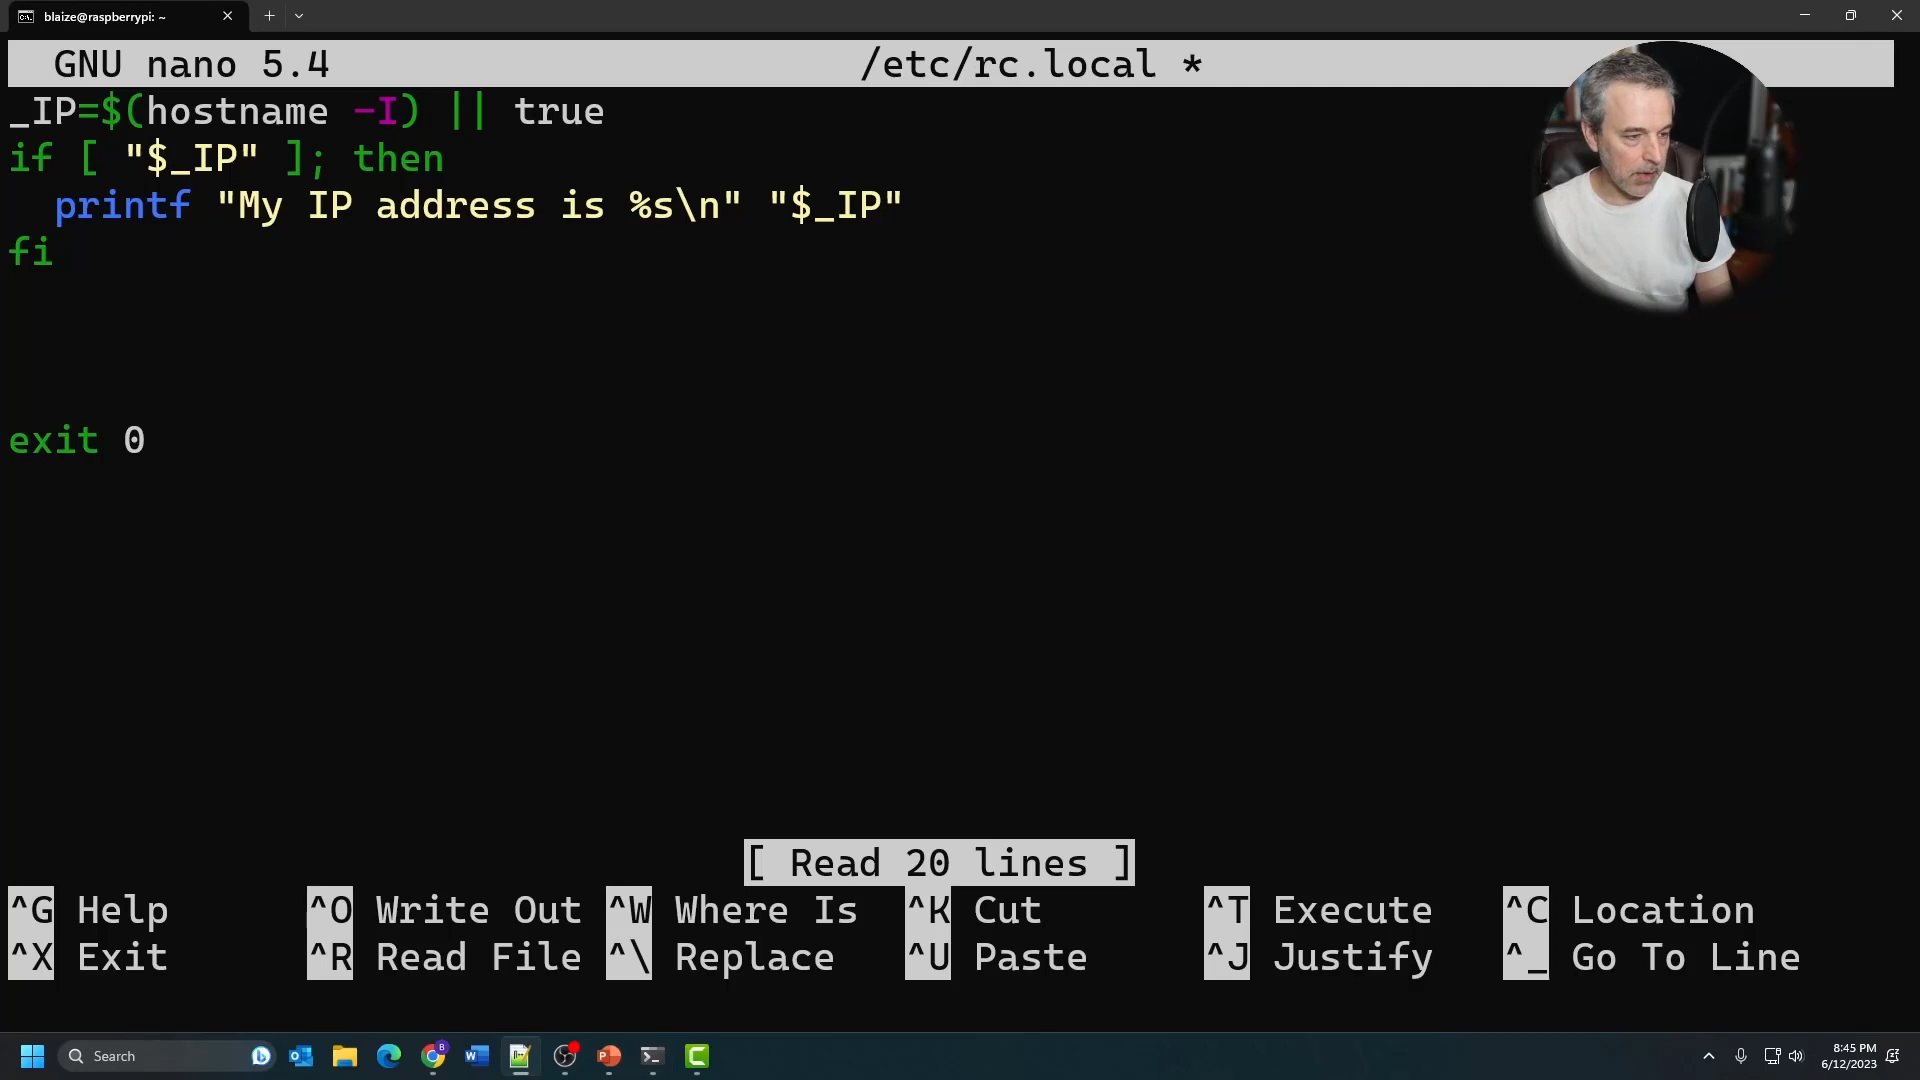 blaize@raspberrypi: ~
GNU nano 5.4 /etc/rc.local *
_IP=$(hostname -I) || true
if [ "$_IP" ]; then
printf "My IP address is %s\n" "$_IP"
fi
exit 0
[ Read 20 lines ]
^G Help ^O Write Out ^W Where Is ^K Cut ^T Execute ^C Location
^X Exit ^R Read File ^\ Replace ^U Paste ^J Justify ^_ Go To Line
Search
8:45 PM
6/12/2023